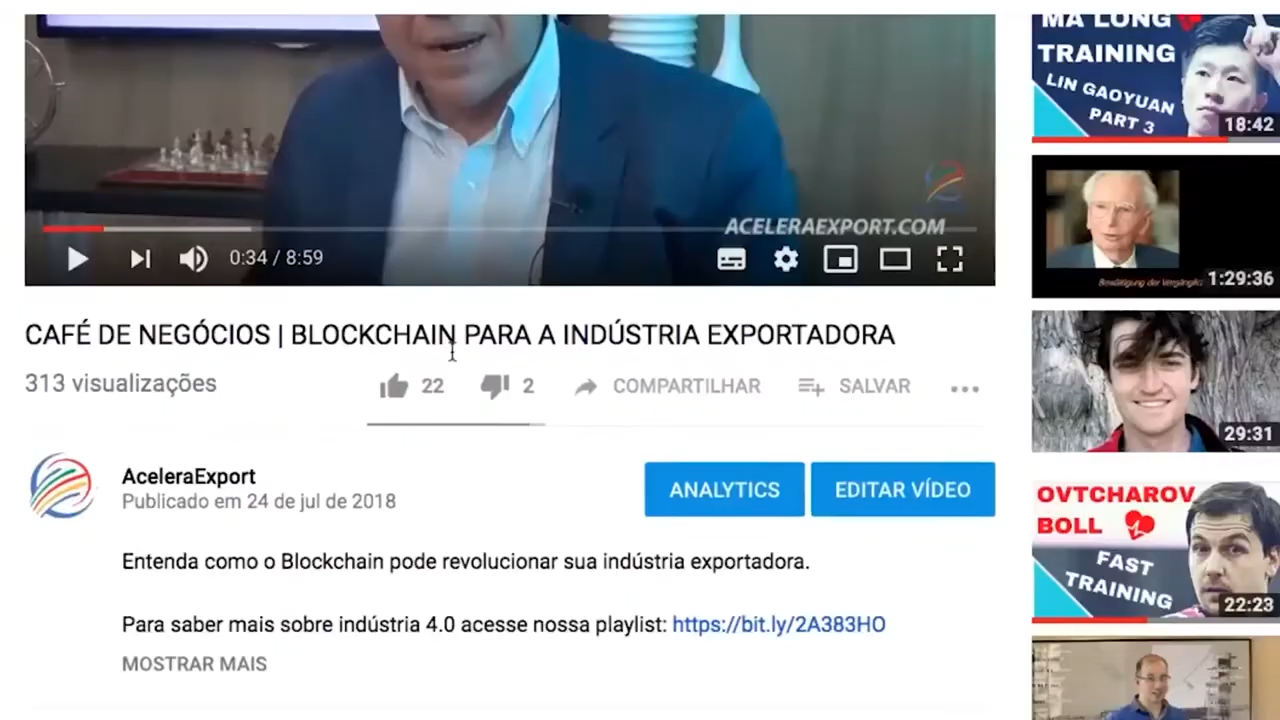 ACELERAEXPORT.COM
0:34 / 8:59
CAFÉ DE NEGÓCIOS | BLOCKCHAIN PARA A INDÚSTRIA EXPORTADORA
313 visualizações
22
2
COMPARTILHAR
SALVAR
AceleraExport
Publicado em 24 de jul de 2018
ANALYTICS
EDITAR VÍDEO
Entenda como o Blockchain pode revolucionar sua indústria exportadora.
Para saber mais sobre indústria 4.0 acesse nossa playlist: https://bit.ly/2A383HO
MOSTRAR MAIS
MA LONG
TRAINING
LIN GAOYUAN
PART 3
18:42
1:29:36
29:31
OVTCHAROV
BOLL
FAST
TRAINING
22:23